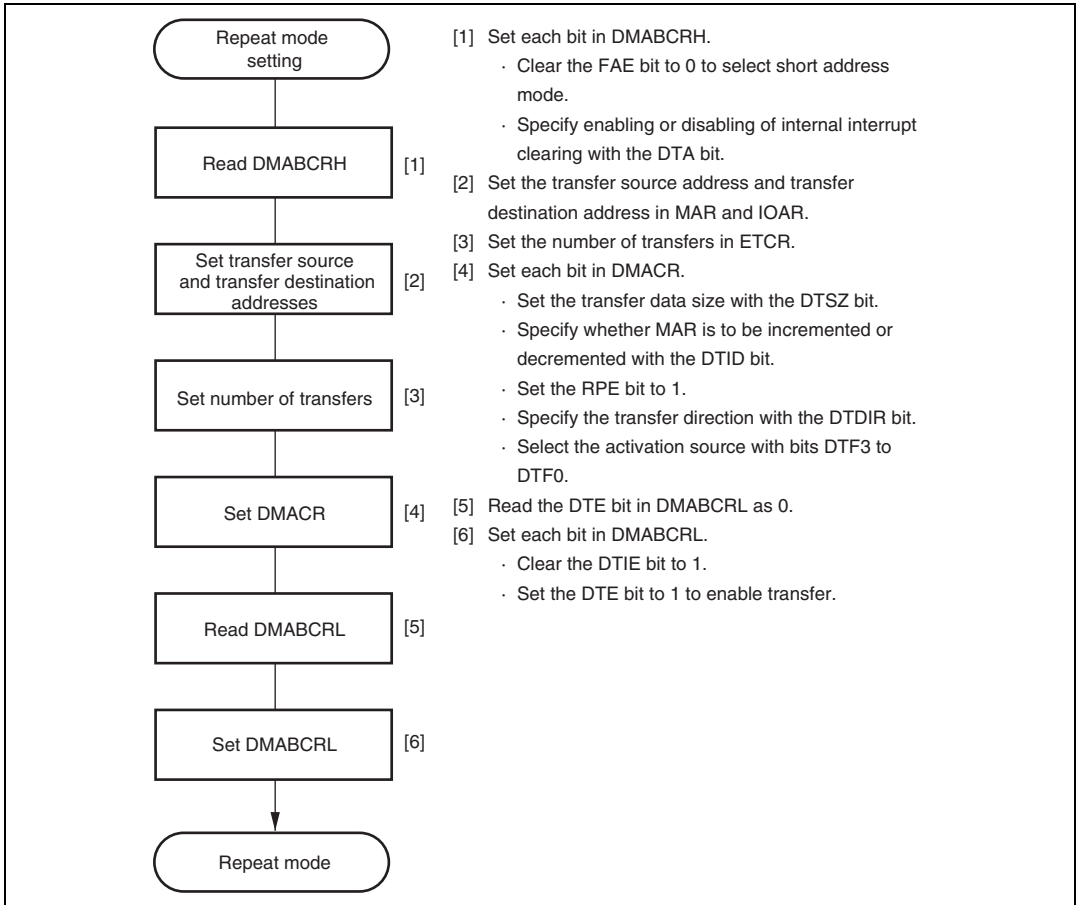 Repeat mode
setting
Read DMABCRH
[1]
Set transfer source
and transfer destination
addresses
[2]
Set number of transfers
[3]
Set DMACR
[4]
Read DMABCRL
[5]
Set DMABCRL
[6]
Repeat mode
[1] Set each bit in DMABCRH.
· Clear the FAE bit to 0 to select short address
mode.
· Specify enabling or disabling of internal interrupt
clearing with the DTA bit.
[2] Set the transfer source address and transfer
destination address in MAR and IOAR.
[3] Set the number of transfers in ETCR.
[4] Set each bit in DMACR.
· Set the transfer data size with the DTSZ bit.
· Specify whether MAR is to be incremented or
decremented with the DTID bit.
· Set the RPE bit to 1.
· Specify the transfer direction with the DTDIR bit.
· Select the activation source with bits DTF3 to
DTF0.
[5] Read the DTE bit in DMABCRL as 0.
[6] Set each bit in DMABCRL.
· Clear the DTIE bit to 1.
· Set the DTE bit to 1 to enable transfer.